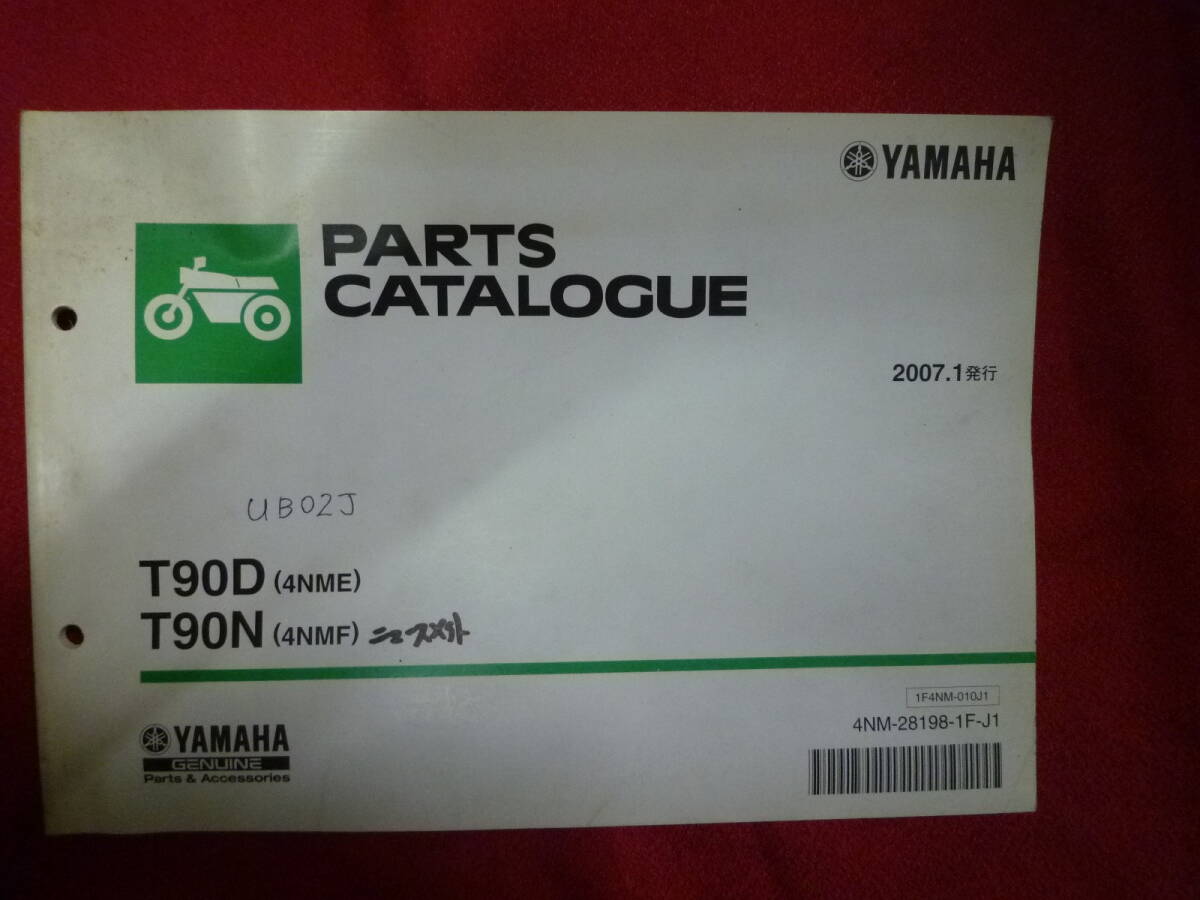 YAMAHA
PARTS
CATALOGUE
2007.1発行
UB02J
T90D (4NME)
T90N (4NMF) ニュースメイト
1F4NM-010J1
4NM-28198-1F-J1
YAMAHA
GENUINE
Parts & Accessories